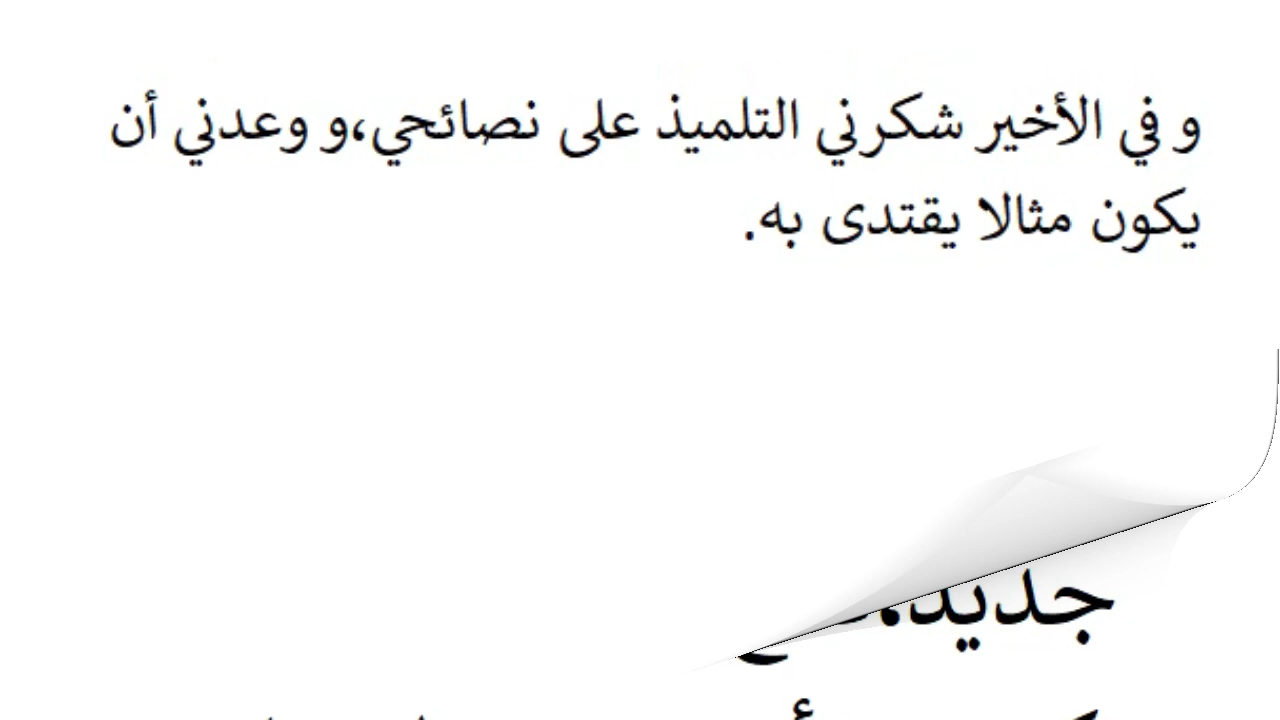 و في الأخير شكرني التلميذ على نصائحي،و وعدني أن
يكون مثالا يقتدى به.
جديد،